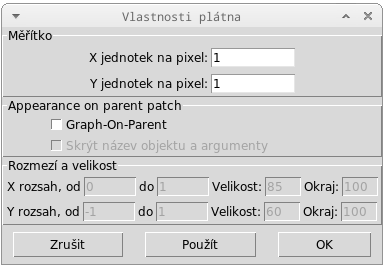 Vlastnosti plátna
Měřítko
X jednotek na pixel: 1
Y jednotek na pixel: 1
Appearance on parent patch
Graph-On-Parent
Skrýt název objektu a argumenty
Rozmezí a velikost
X rozsah, od 0 do 1 Velikost: 85 Okraj: 100
Y rozsah, od -1 do 1 Velikost: 60 Okraj: 100
Zrušit Použít OK